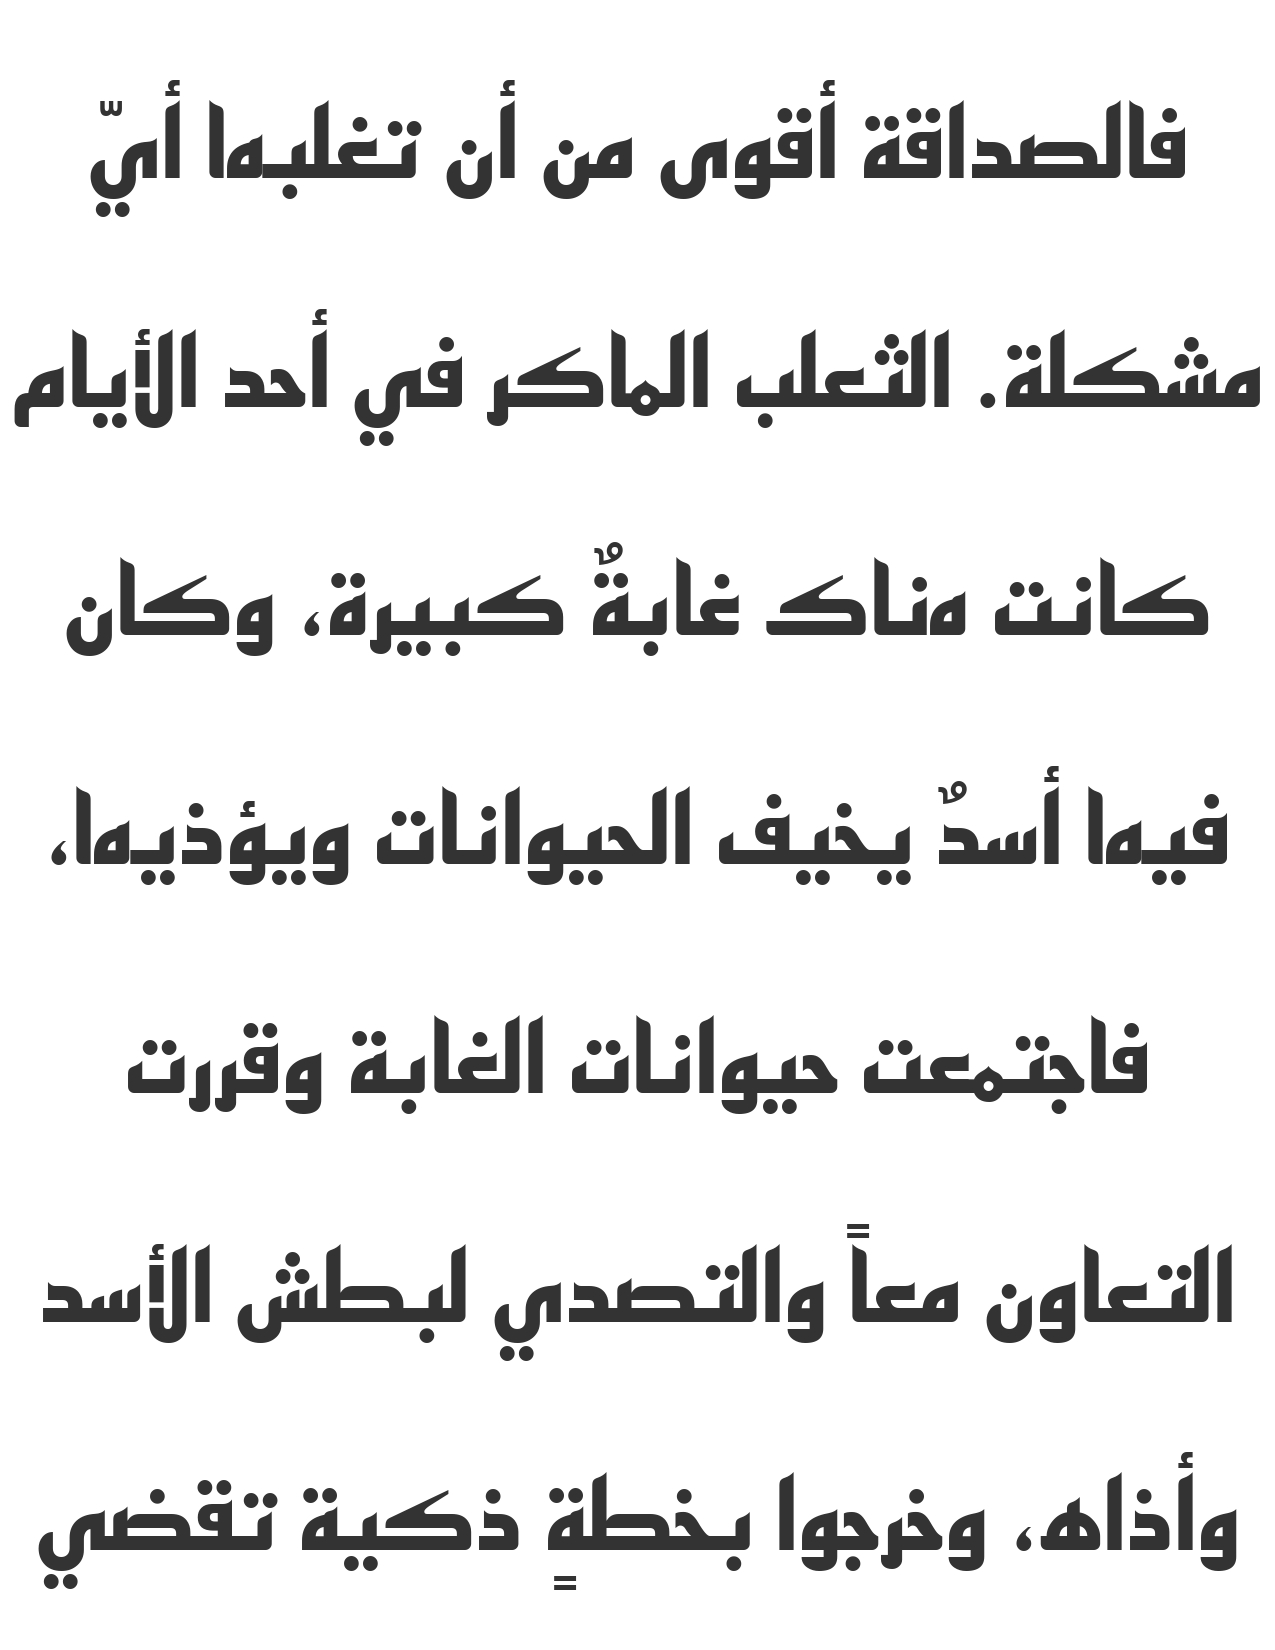 فالصداقة أقوى من أن تغلبها أيّ
مشكلة. الثعلب الماكر في أحد الأيام
كانت هناك غابةٌ كبيرة، وكان
فيها أسدٌ يخيف الحيوانات ويؤذيها،
فاجتمعت حيوانات الغابة وقررت
التعاون معاً والتصدي لبطش الأسد
وأذاه، وخرجوا بخطةٍ ذكية تقضي